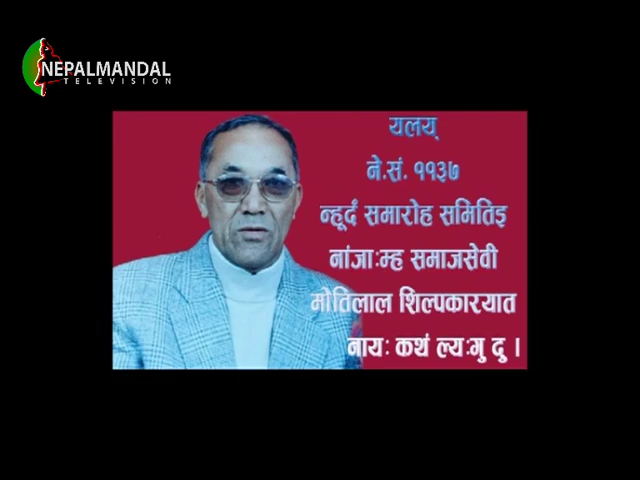 NEPALMANDAL
TELEVISION
यलय्
ने.सं. ११३७
न्हूदँ समारोह समितिइ
नांजाःम्ह समाजसेवी
मोतिलाल शिल्पकारयात
नायः कथं ल्यःगु दु ।